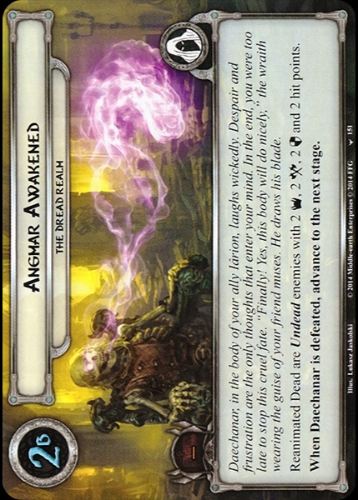 2B
ANGMAR AWAKENED
THE DREAD REALM
Daechanar, in the body of your ally Iârion, laughs wickedly. Despair and
frustration are the only thoughts that enter your mind. In the end, you were too
late to stop this cruel fate. “Finally! Yes, this body will do nicely,” the wraith
wearing the guise of your friend muses. He draws his blade.
Reanimated Dead are Undead enemies with 2 , 2 , 2 and 2 hit points.
When Daechanar is defeated, advance to the next stage.
Illus. Lukasz Jaskolski © 2014 Middle-earth Enterprises © 2014 FFG 151